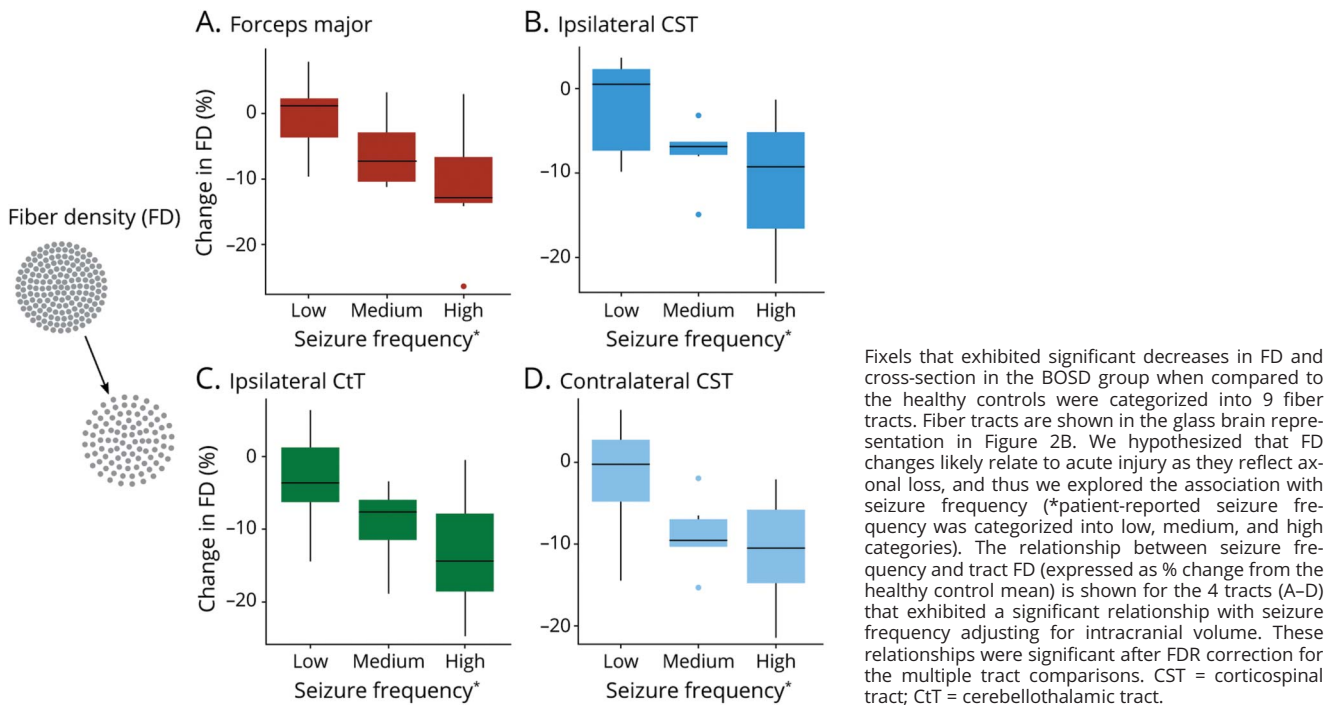 A. Forceps major
Change in FD (%)
0
−10
−20
Low Medium High
Seizure frequency*
B. Ipsilateral CST
0
−10
−20
Low Medium High
Seizure frequency*
Fiber density (FD)
C. Ipsilateral CtT
Change in FD (%)
0
−10
−20
Low Medium High
Seizure frequency*
D. Contralateral CST
0
−10
−20
Low Medium High
Seizure frequency*
Fixels that exhibited significant decreases in FD and
cross-section in the BOSD group when compared to
the healthy controls were categorized into 9 fiber
tracts. Fiber tracts are shown in the glass brain repre-
sentation in Figure 2B. We hypothesized that FD
changes likely relate to acute injury as they reflect ax-
onal loss, and thus we explored the association with
seizure frequency (*patient-reported seizure fre-
quency was categorized into low, medium, and high
categories). The relationship between seizure fre-
quency and tract FD (expressed as % change from the
healthy control mean) is shown for the 4 tracts (A–D)
that exhibited a significant relationship with seizure
frequency adjusting for intracranial volume. These
relationships were significant after FDR correction for
the multiple tract comparisons. CST = corticospinal
tract; CtT = cerebellothalamic tract.